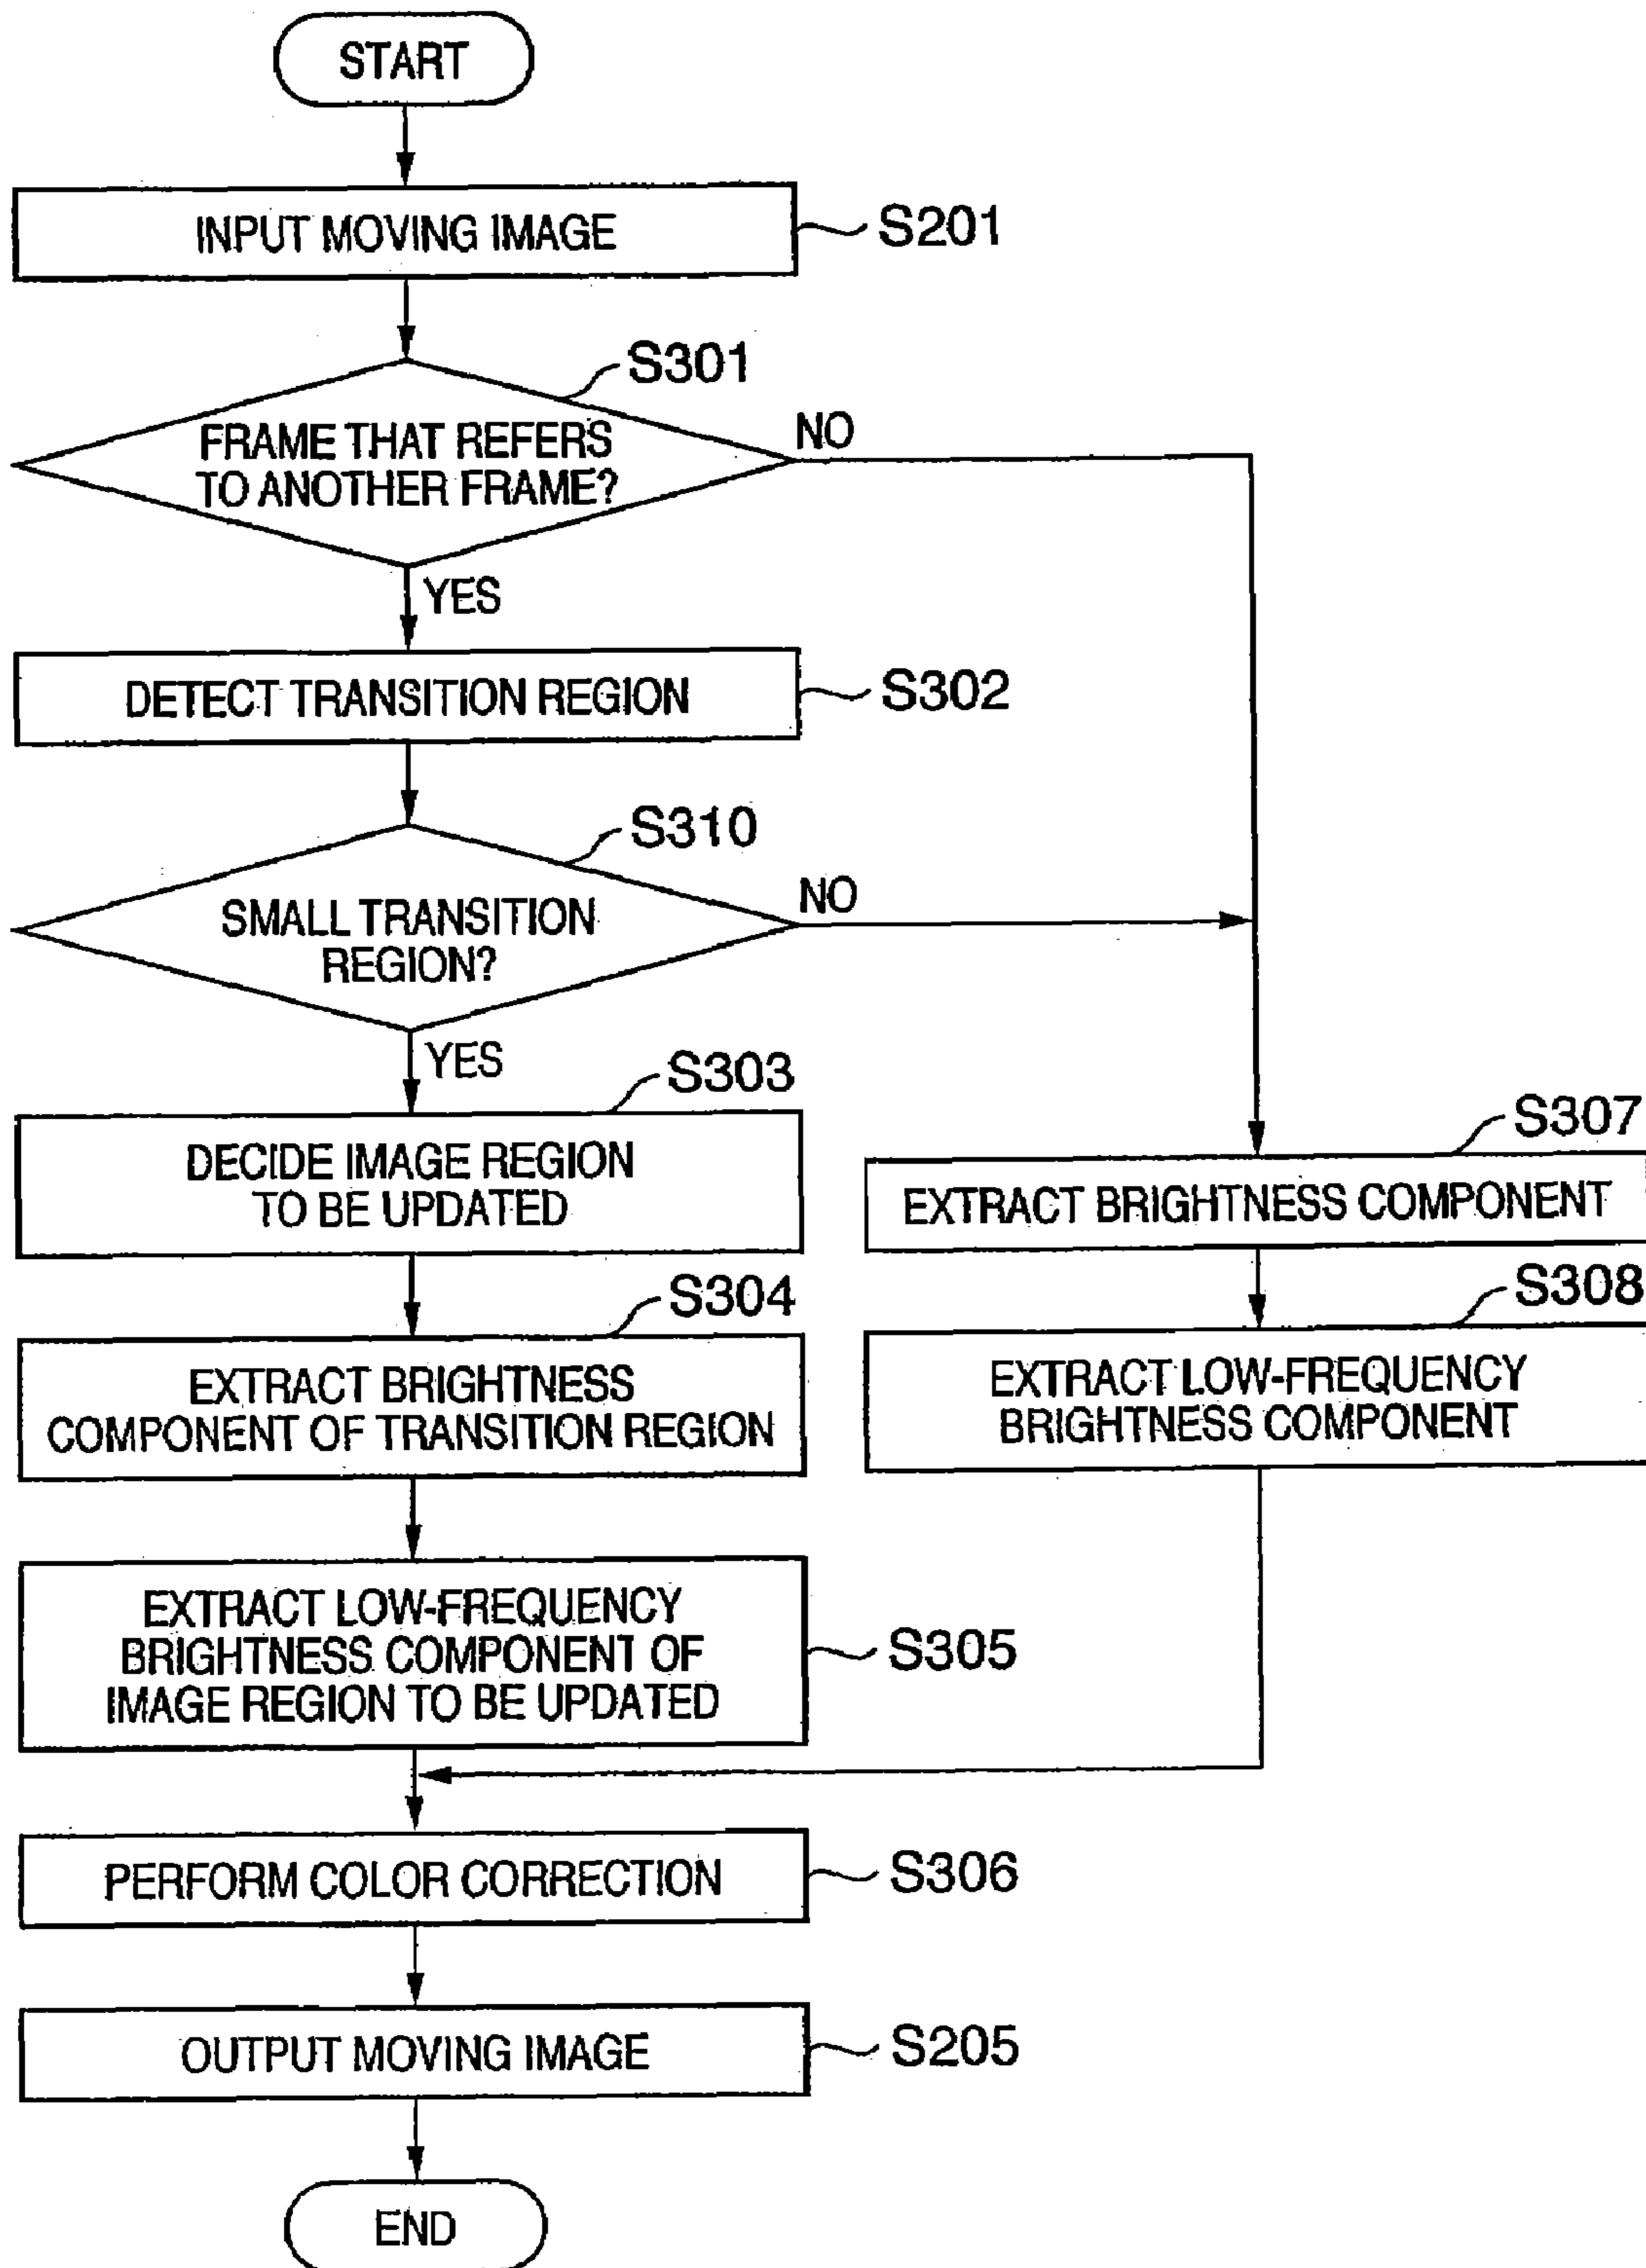 START
INPUT MOVING IMAGE
S201
S301
FRAME THAT REFERS
TO ANOTHER FRAME?
NO
YES
DETECT TRANSITION REGION
S302
S310
SMALL TRANSITION
REGION?
NO
YES
S303
DECIDE IMAGE REGION
TO BE UPDATED
S307
EXTRACT BRIGHTNESS COMPONENT
S304
EXTRACT BRIGHTNESS
COMPONENT OF TRANSITION REGION
S308
EXTRACT LOW-FREQUENCY
BRIGHTNESS COMPONENT
EXTRACT LOW-FREQUENCY
BRIGHTNESS COMPONENT OF
IMAGE REGION TO BE UPDATED
S305
PERFORM COLOR CORRECTION
S306
OUTPUT MOVING IMAGE
S205
END